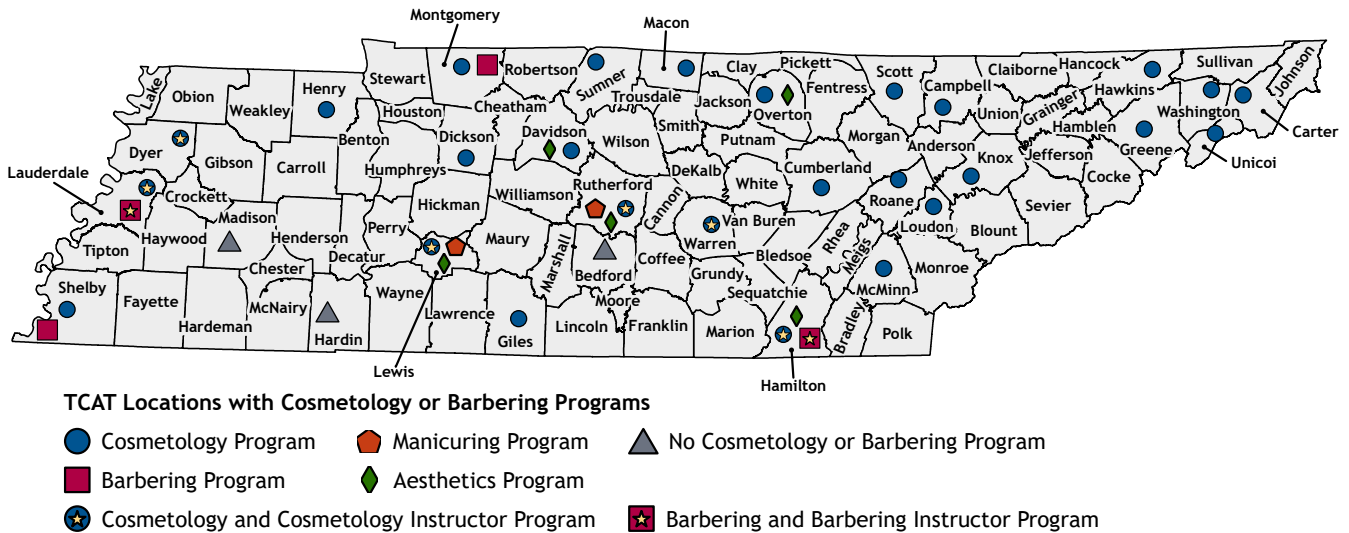 Montgomery
Macon
Lake
Obion
Weakley
Henry
Stewart
Robertson
Sumner
Trousdale
Clay
Pickett
Fentress
Scott
Campbell
Claiborne
Hancock
Hawkins
Sullivan
Johnson
Houston
Cheatham
Jackson
Overton
Union
Grainger
Washington
Carter
Dyer
Gibson
Carroll
Benton
Dickson
Davidson
Wilson
Smith
Putnam
Morgan
Anderson
Knox
Hamblen
Jefferson
Greene
Unicoi
Lauderdale
Crockett
Humphreys
Williamson
Rutherford
Cannon
DeKalb
White
Cumberland
Roane
Loudon
Cocke
Sevier
Blount
Tipton
Haywood
Madison
Henderson
Decatur
Perry
Hickman
Maury
Marshall
Bedford
Coffee
Warren
Van Buren
Bledsoe
Rhea
Meigs
Monroe
McMinn
Shelby
Fayette
Hardeman
Chester
McNairy
Hardin
Wayne
Lawrence
Giles
Lincoln
Moore
Franklin
Grundy
Sequatchie
Marion
Bradley
Polk
Lewis
Hamilton
TCAT Locations with Cosmetology or Barbering Programs
Cosmetology Program
Manicuring Program
No Cosmetology or Barbering Program
Barbering Program
Aesthetics Program
Cosmetology and Cosmetology Instructor Program
Barbering and Barbering Instructor Program